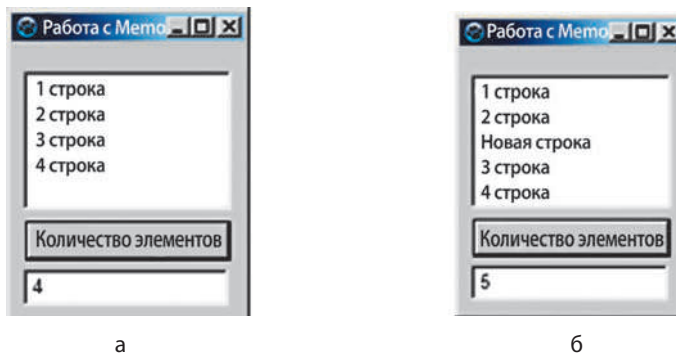 Работа с Memo
1 строка
2 строка
3 строка
4 строка
Количество элементов
4
а
Работа с Memo
1 строка
2 строка
Новая строка
3 строка
4 строка
Количество элементов
5
б